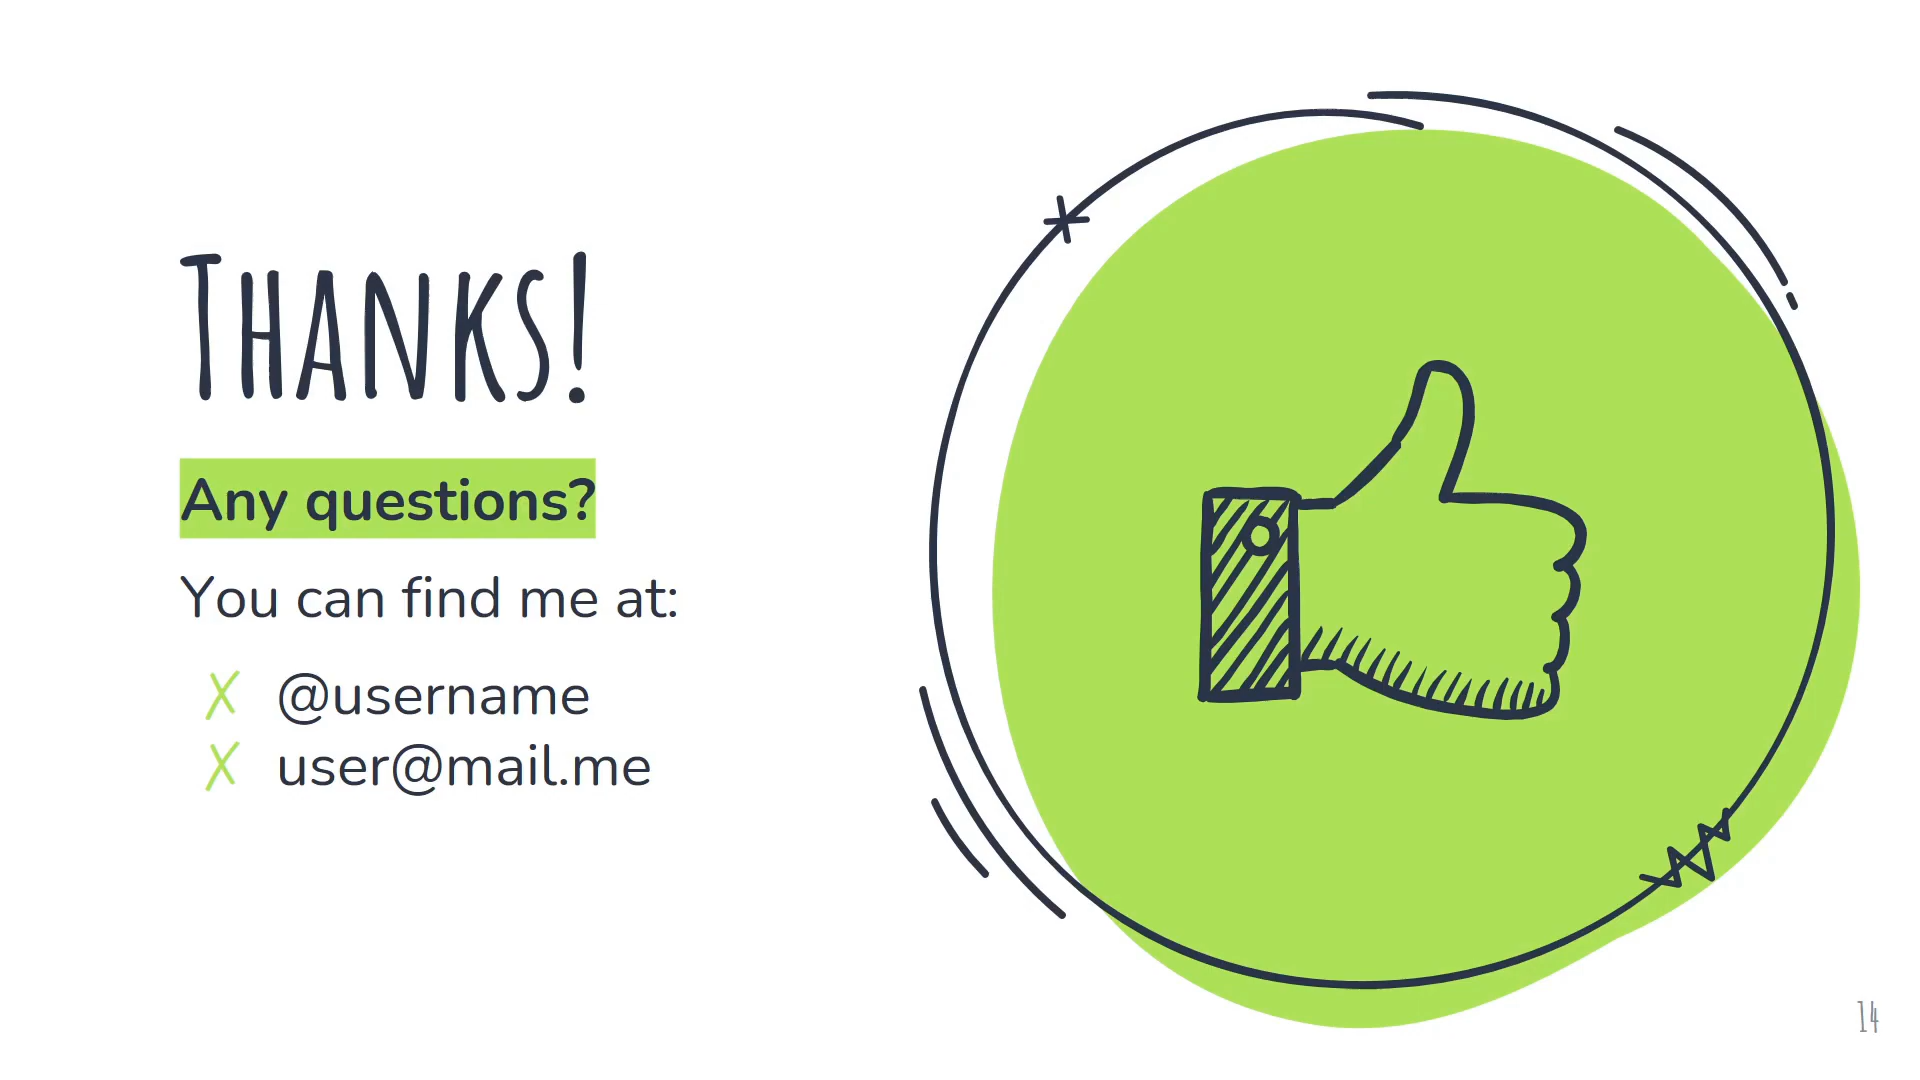 Thanks!
Any questions?
You can find me at:
✗ @username
✗ user@mail.me
14